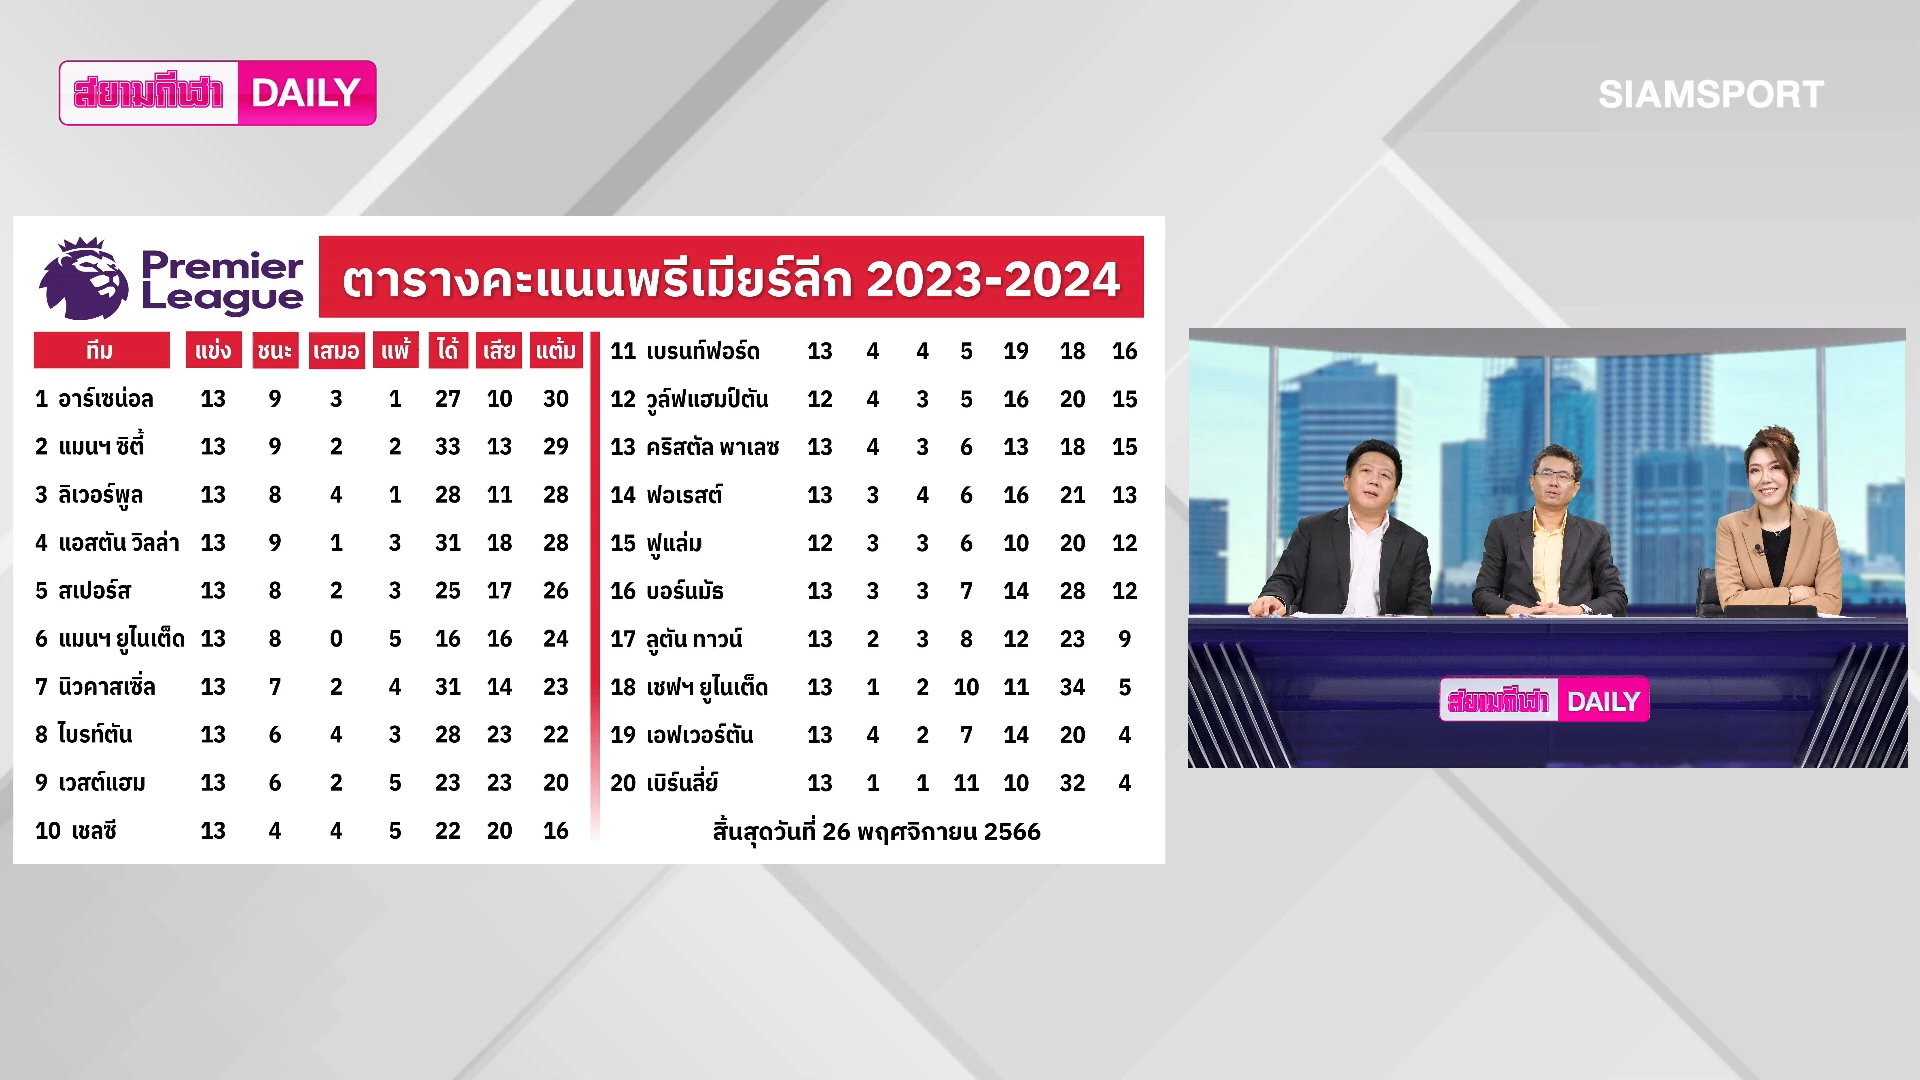 สยามกีฬา DAILY
SIAMSPORT
Premier League
ตารางคะแนนพรีเมียร์ลีก 2023-2024
ทีม แข่ง ชนะ เสมอ แพ้ ได้ เสีย แต้ม
1 อาร์เซน่อล 13 9 3 1 27 10 30
2 แมนฯ ซิตี้ 13 9 2 2 33 13 29
3 ลิเวอร์พูล 13 8 4 1 28 11 28
4 แอสตัน วิลล่า 13 9 1 3 31 18 28
5 สเปอร์ส 13 8 2 3 25 17 26
6 แมนฯ ยูไนเต็ด 13 8 0 5 16 16 24
7 นิวคาสเซิ่ล 13 7 2 4 31 14 23
8 ไบรท์ตัน 13 6 4 3 28 23 22
9 เวสต์แฮม 13 6 2 5 23 23 20
10 เชลซี 13 4 4 5 22 20 16
11 เบรนท์ฟอร์ด 13 4 4 5 19 18 16
12 วูล์ฟแฮมป์ตัน 12 4 3 5 16 20 15
13 คริสตัล พาเลซ 13 4 3 6 13 18 15
14 ฟอเรสต์ 13 3 4 6 16 21 13
15 ฟูแล่ม 12 3 3 6 10 20 12
16 บอร์นมัธ 13 3 3 7 14 28 12
17 ลูตัน ทาวน์ 13 2 3 8 12 23 9
18 เชฟฯ ยูไนเต็ด 13 1 2 10 11 34 5
19 เอฟเวอร์ตัน 13 4 2 7 14 20 4
20 เบิร์นลี่ย์ 13 1 1 11 10 32 4
สิ้นสุดวันที่ 26 พฤศจิกายน 2566
สยามกีฬา DAILY